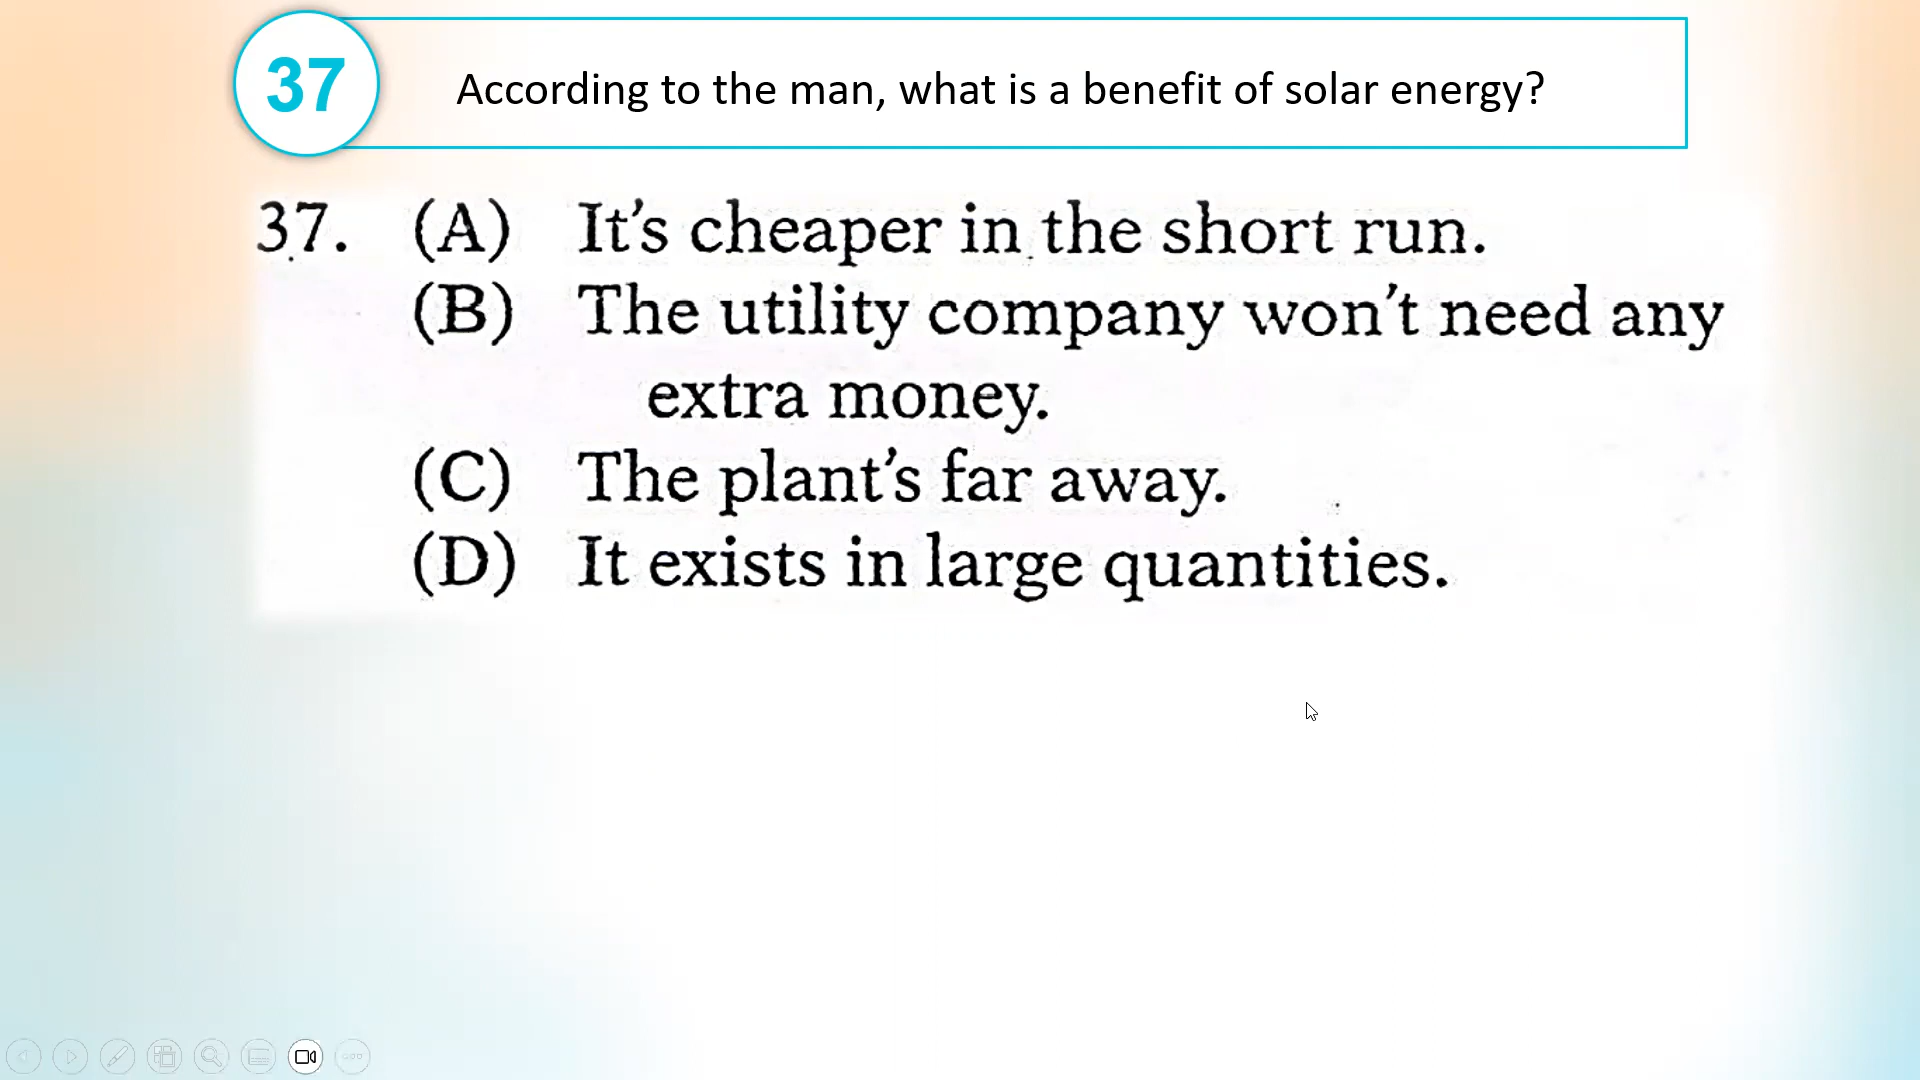 37
According to the man, what is a benefit of solar energy?
37. (A) It's cheaper in the short run.
(B) The utility company won't need any
extra money.
(C) The plant's far away.
(D) It exists in large quantities.